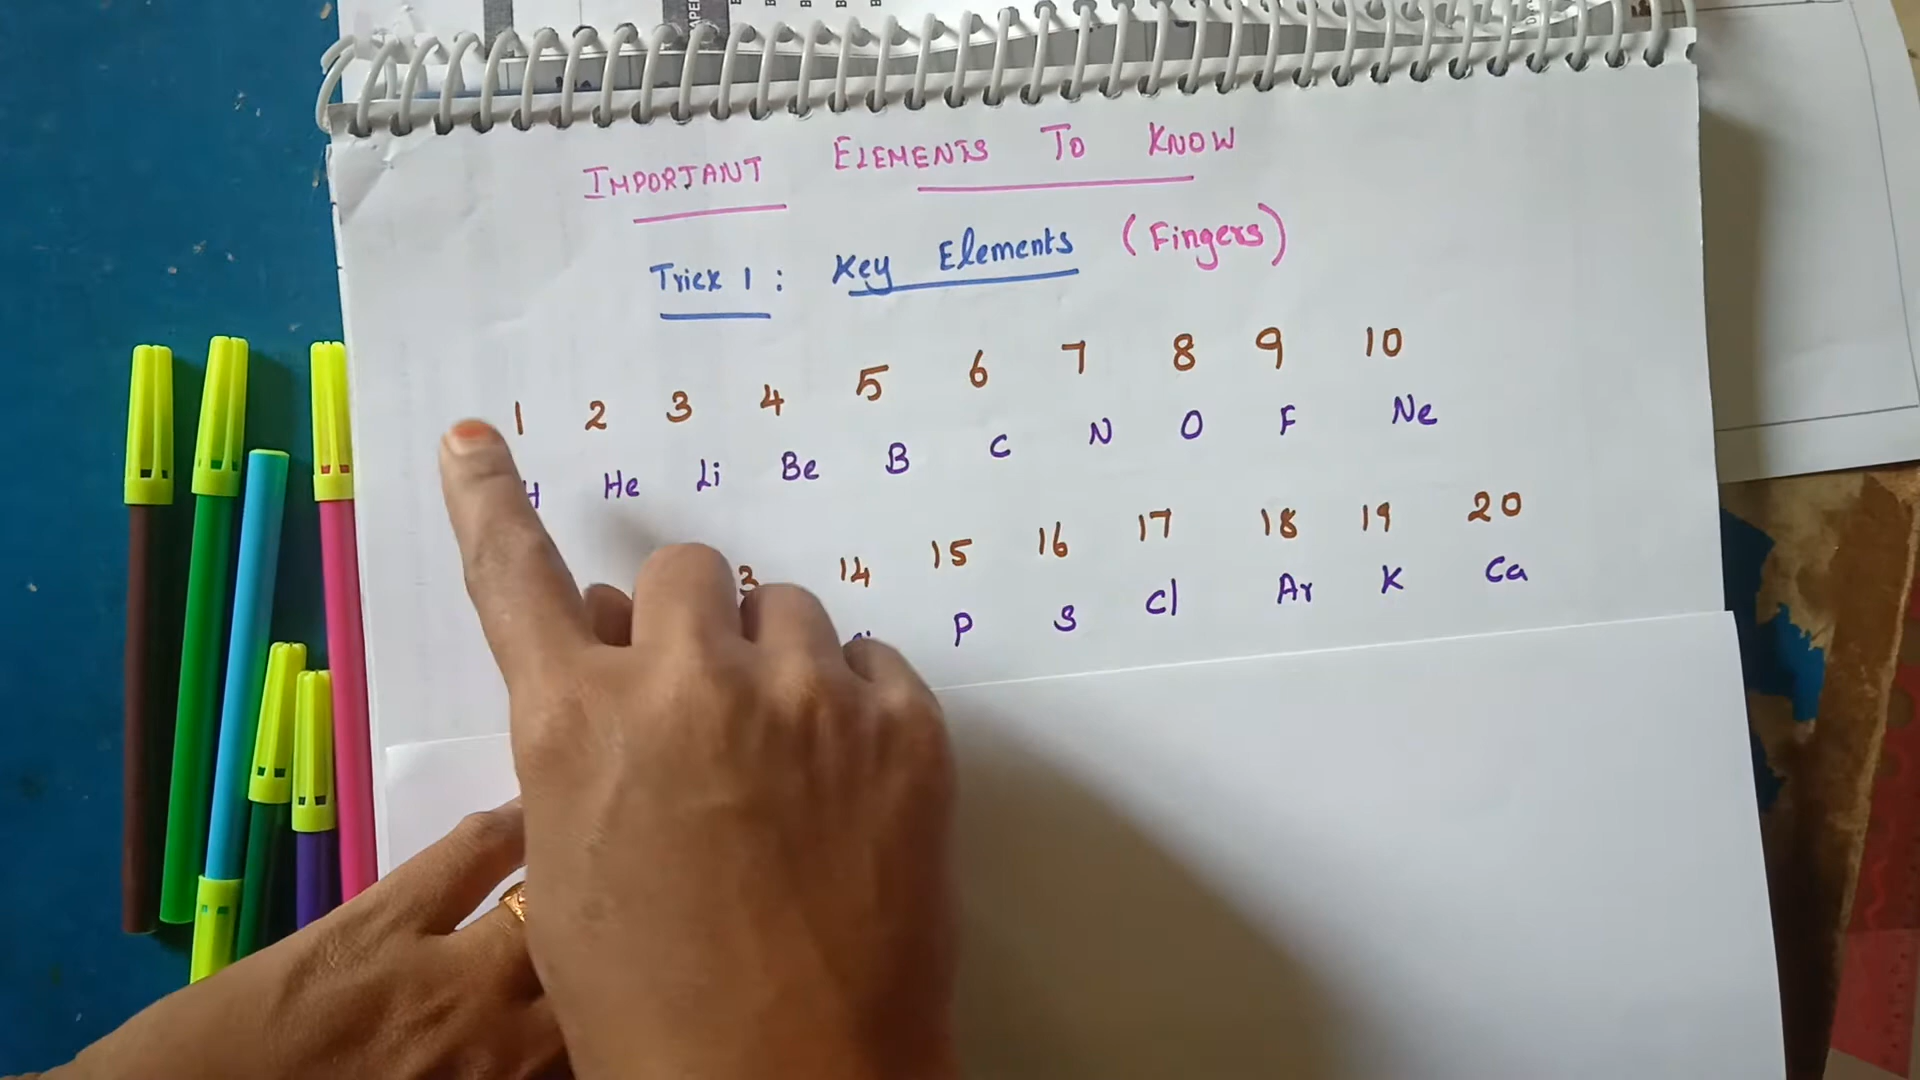 IMPORTANT ELEMENTS TO KNOW
Trick 1 : Key Elements (Fingers)
1 2 3 4 5 6 7 8 9 10
H He Li Be B C N O F Ne
3 14 15 16 17 18 19 20
P S Cl Ar K Ca